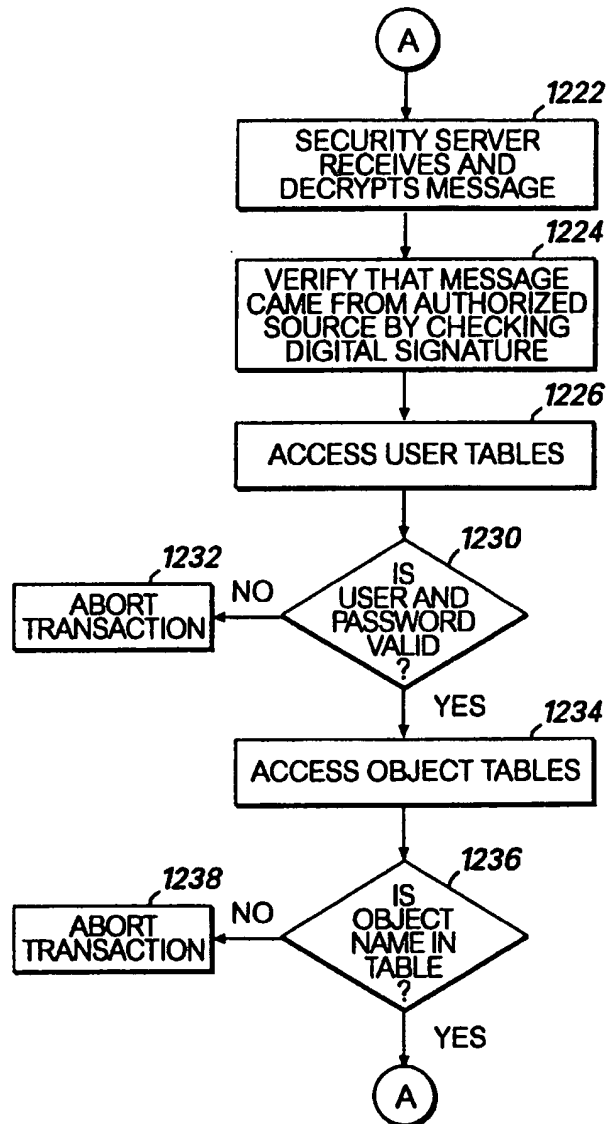 A
1222
SECURITY SERVER
RECEIVES AND
DECRYPTS MESSAGE
1224
VERIFY THAT MESSAGE
CAME FROM AUTHORIZED
SOURCE BY CHECKING
DIGITAL SIGNATURE
1226
ACCESS USER TABLES
1230
IS
USER AND
PASSWORD
VALID
?
NO
1232
ABORT
TRANSACTION
YES
1234
ACCESS OBJECT TABLES
1236
IS
OBJECT
NAME IN
TABLE
?
NO
1238
ABORT
TRANSACTION
YES
A